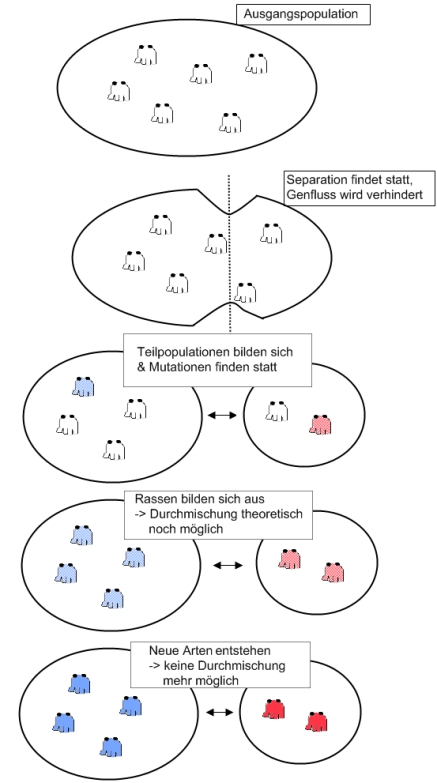 Ausgangspopulation
Separation findet statt,
Genfluss wird verhindert
Teilpopulationen bilden sich
& Mutationen finden statt
Rassen bilden sich aus
-> Durchmischung theoretisch
noch möglich
Neue Arten entstehen
-> keine Durchmischung
mehr möglich